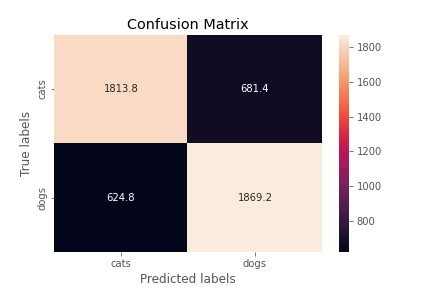 Confusion Matrix
True labels
cats
1813.8 681.4
dogs
624.8 1869.2
cats dogs
Predicted labels
1800
1600
1400
1200
1000
800